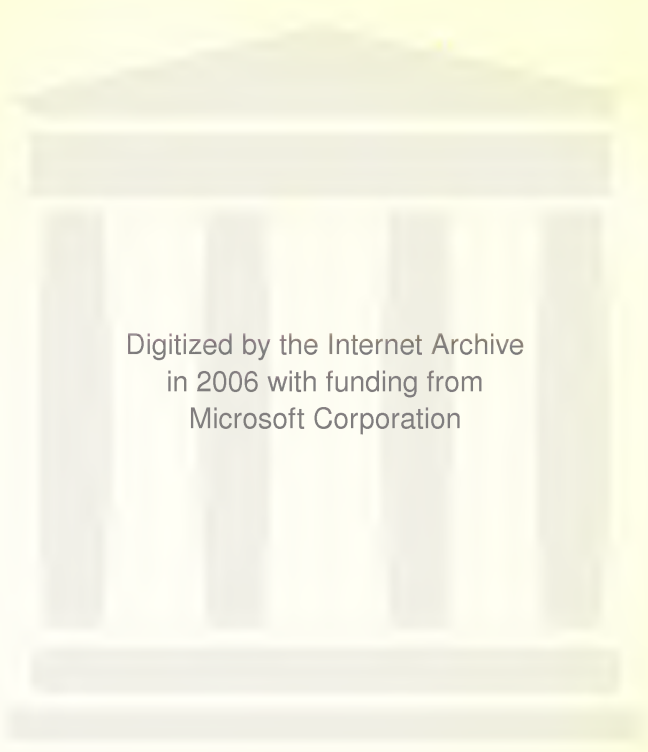 Digitized by the Internet Archive
in 2006 with funding from
Microsoft Corporation